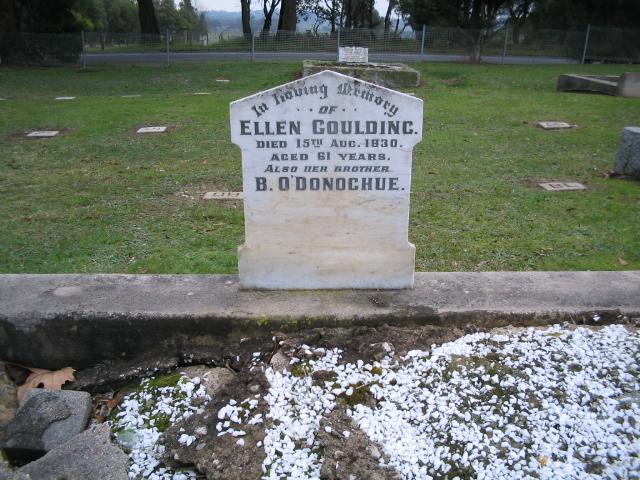 In Loving Memory
OF
ELLEN GOULDING.
DIED 15TH AUG. 1930.
AGED 61 YEARS.
ALSO HER BROTHER
B. O'DONOGHUE.